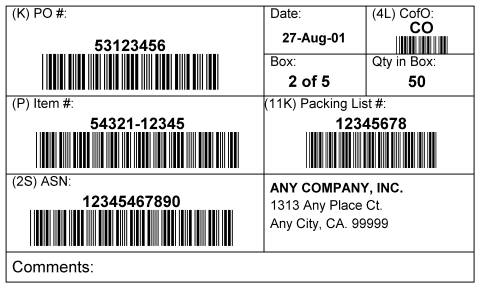 (K) PO #:
53123456
Date:
27-Aug-01
(4L) CofO:
CO
Box:
2 of 5
Qty in Box:
50
(P) Item #:
54321-12345
(11K) Packing List #:
12345678
(2S) ASN:
12345467890
ANY COMPANY, INC.
1313 Any Place Ct.
Any City, CA. 99999
Comments: